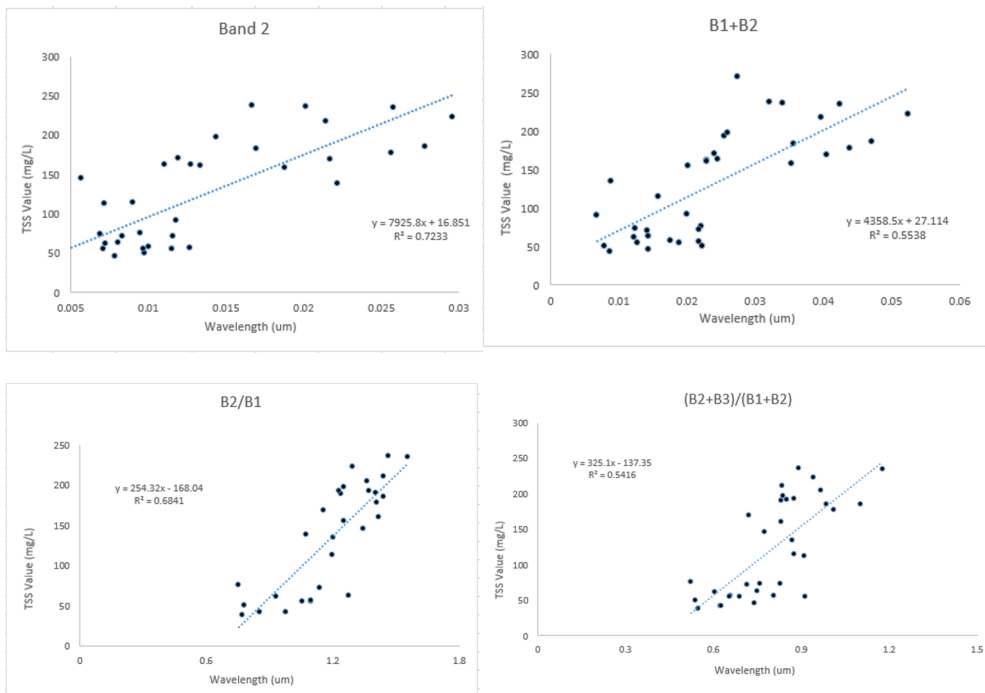 Band 2
300
250
200
150
100
50
0
TSS Value (mg/L)
y = 7925.8x + 16.851
R² = 0.7233
0.005
0.01
0.015
0.02
0.025
0.03
Wavelength (um)
B1+B2
300
250
200
150
100
50
0
TSS Value (mg/L)
y = 4358.5x + 27.114
R² = 0.5538
0
0.01
0.02
0.03
0.04
0.05
0.06
Wavelength (um)
B2/B1
250
200
150
100
50
0
TSS Value (mg/L)
y = 254.32x - 168.04
R² = 0.6841
0
0.6
1.2
1.8
Wavelength (um)
(B2+B3)/(B1+B2)
300
250
200
150
100
50
0
TSS Value (mg/L)
y = 325.1x - 137.35
R² = 0.5416
0
0.3
0.6
0.9
1.2
1.5
Wavelength (um)